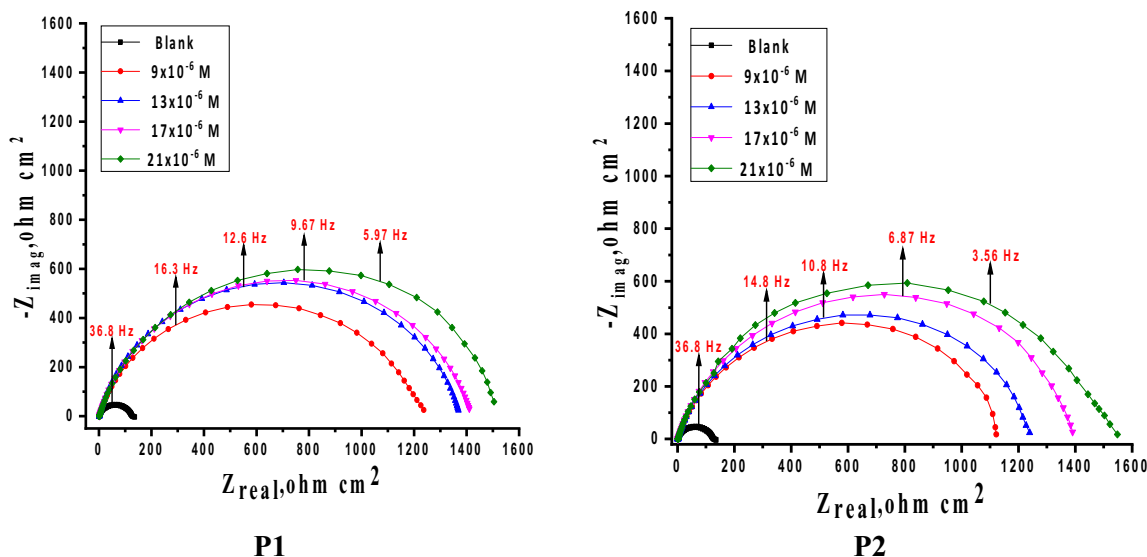 1600
1400
1200
1000
800
600
400
200
0
-Z imag,ohm cm²
Blank
9x10⁻⁶ M
13x10⁻⁶ M
17x10⁻⁶ M
21x10⁻⁶ M
36.8 Hz
16.3 Hz
12.6 Hz
9.67 Hz
5.97 Hz
0 200 400 600 800 1000 1200 1400 1600
Zreal,ohm cm²
P1
1600
1400
1200
1000
800
600
400
200
0
-Z imag,ohm cm²
Blank
9x10⁻⁶ M
13x10⁻⁶ M
17x10⁻⁶ M
21x10⁻⁶ M
36.8 Hz
14.8 Hz
10.8 Hz
6.87 Hz
3.56 Hz
0 200 400 600 800 1000 1200 1400 1600
Zreal,ohm cm²
P2